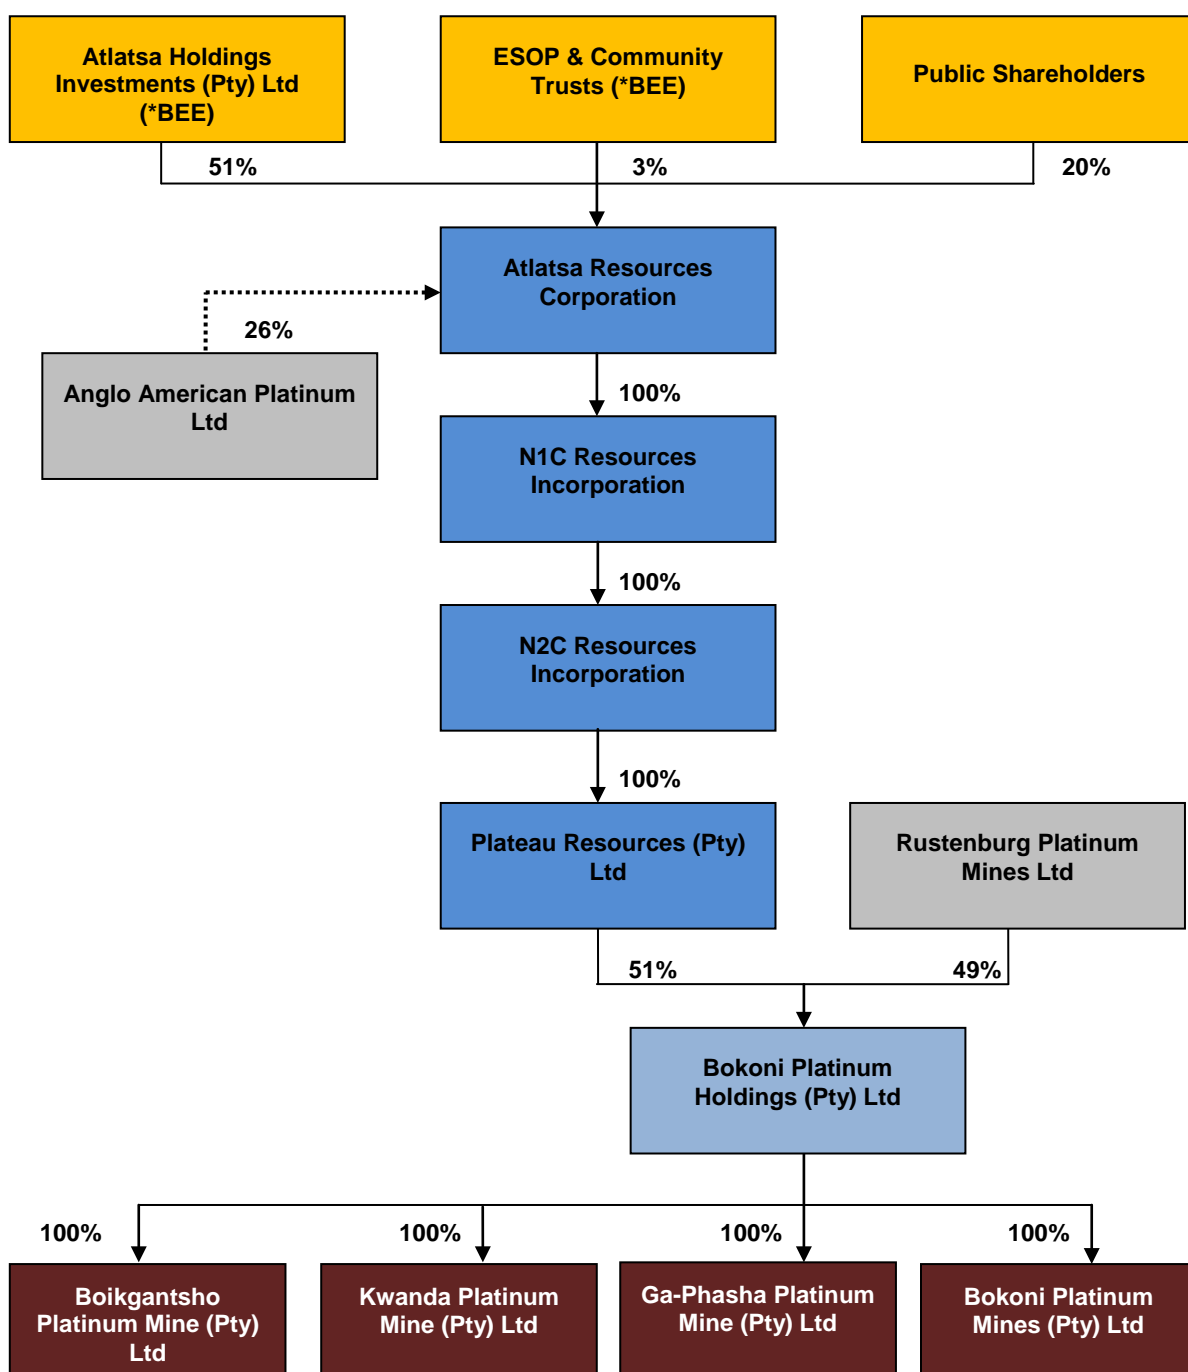 Atlatsa Holdings
Investments (Pty) Ltd
(*BEE)
ESOP & Community
Trusts (*BEE)
Public Shareholders
51%
3%
20%
Atlatsa Resources
Corporation
26%
Anglo American Platinum
Ltd
100%
N1C Resources
Incorporation
100%
N2C Resources
Incorporation
100%
Plateau Resources (Pty)
Ltd
Rustenburg Platinum
Mines Ltd
51%
49%
Bokoni Platinum
Holdings (Pty) Ltd
100%
100%
100%
100%
Boikgantsho
Platinum Mine (Pty)
Ltd
Kwanda Platinum
Mine (Pty) Ltd
Ga-Phasha Platinum
Mine (Pty) Ltd
Bokoni Platinum
Mines (Pty) Ltd